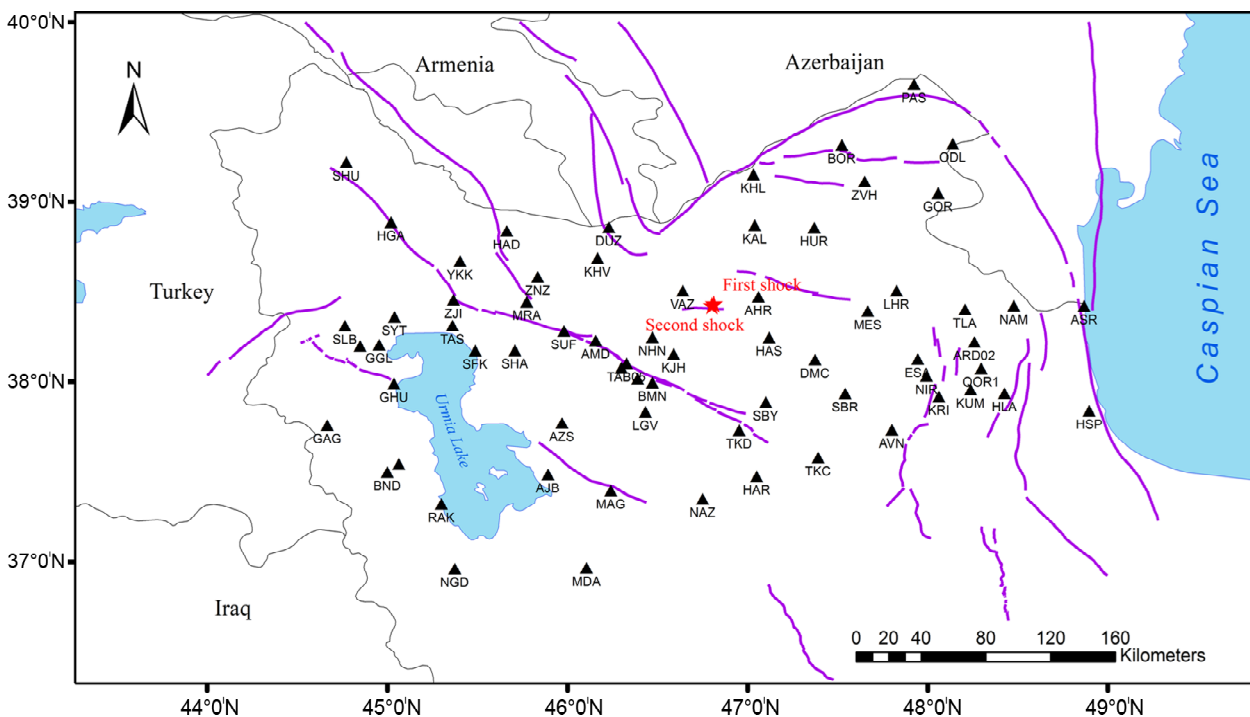 40°0'N
39°0'N
38°0'N
37°0'N
44°0'E
45°0'E
46°0'E
47°0'E
48°0'E
49°0'E
N
Armenia
Azerbaijan
Turkey
Iraq
Caspian Sea
Urmia Lake
First shock
Second shock
PAS
BOR
ODL
SHU
KHL
ZVH
GOR
HGA
HAD
DUZ
KAL
HUR
YKK
KHV
ZNZ
VAZ
AHR
LHR
ZJI
MRA
MES
TLA
NAM
ASR
SLB
SYT
TAS
SUF
AMD
NHN
HAS
ARD02
GGL
SFK
SHA
KJH
DMC
ES
QOR1
GHU
BMN
NIR
KUM
HLA
KRI
SBR
SBY
LGV
HSP
GAG
AZS
TKD
AVN
TKC
BND
AJB
MAG
HAR
NAZ
RAK
NGD
MDA
0 20 40 80 120 160
Kilometers